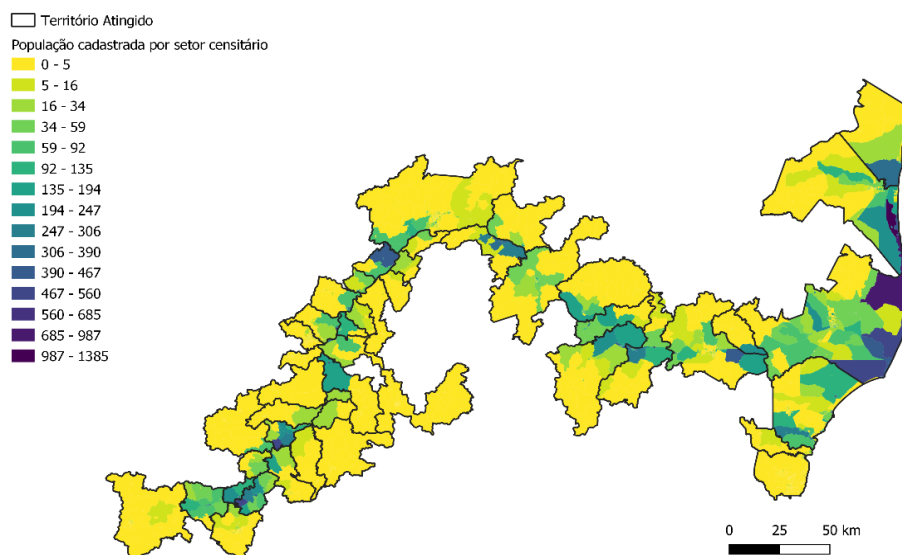 Território Atingido
População cadastrada por setor censitário
0 - 5
5 - 16
16 - 34
34 - 59
59 - 92
92 - 135
135 - 194
194 - 247
247 - 306
306 - 390
390 - 467
467 - 560
560 - 685
685 - 987
987 - 1385
0 25 50 km